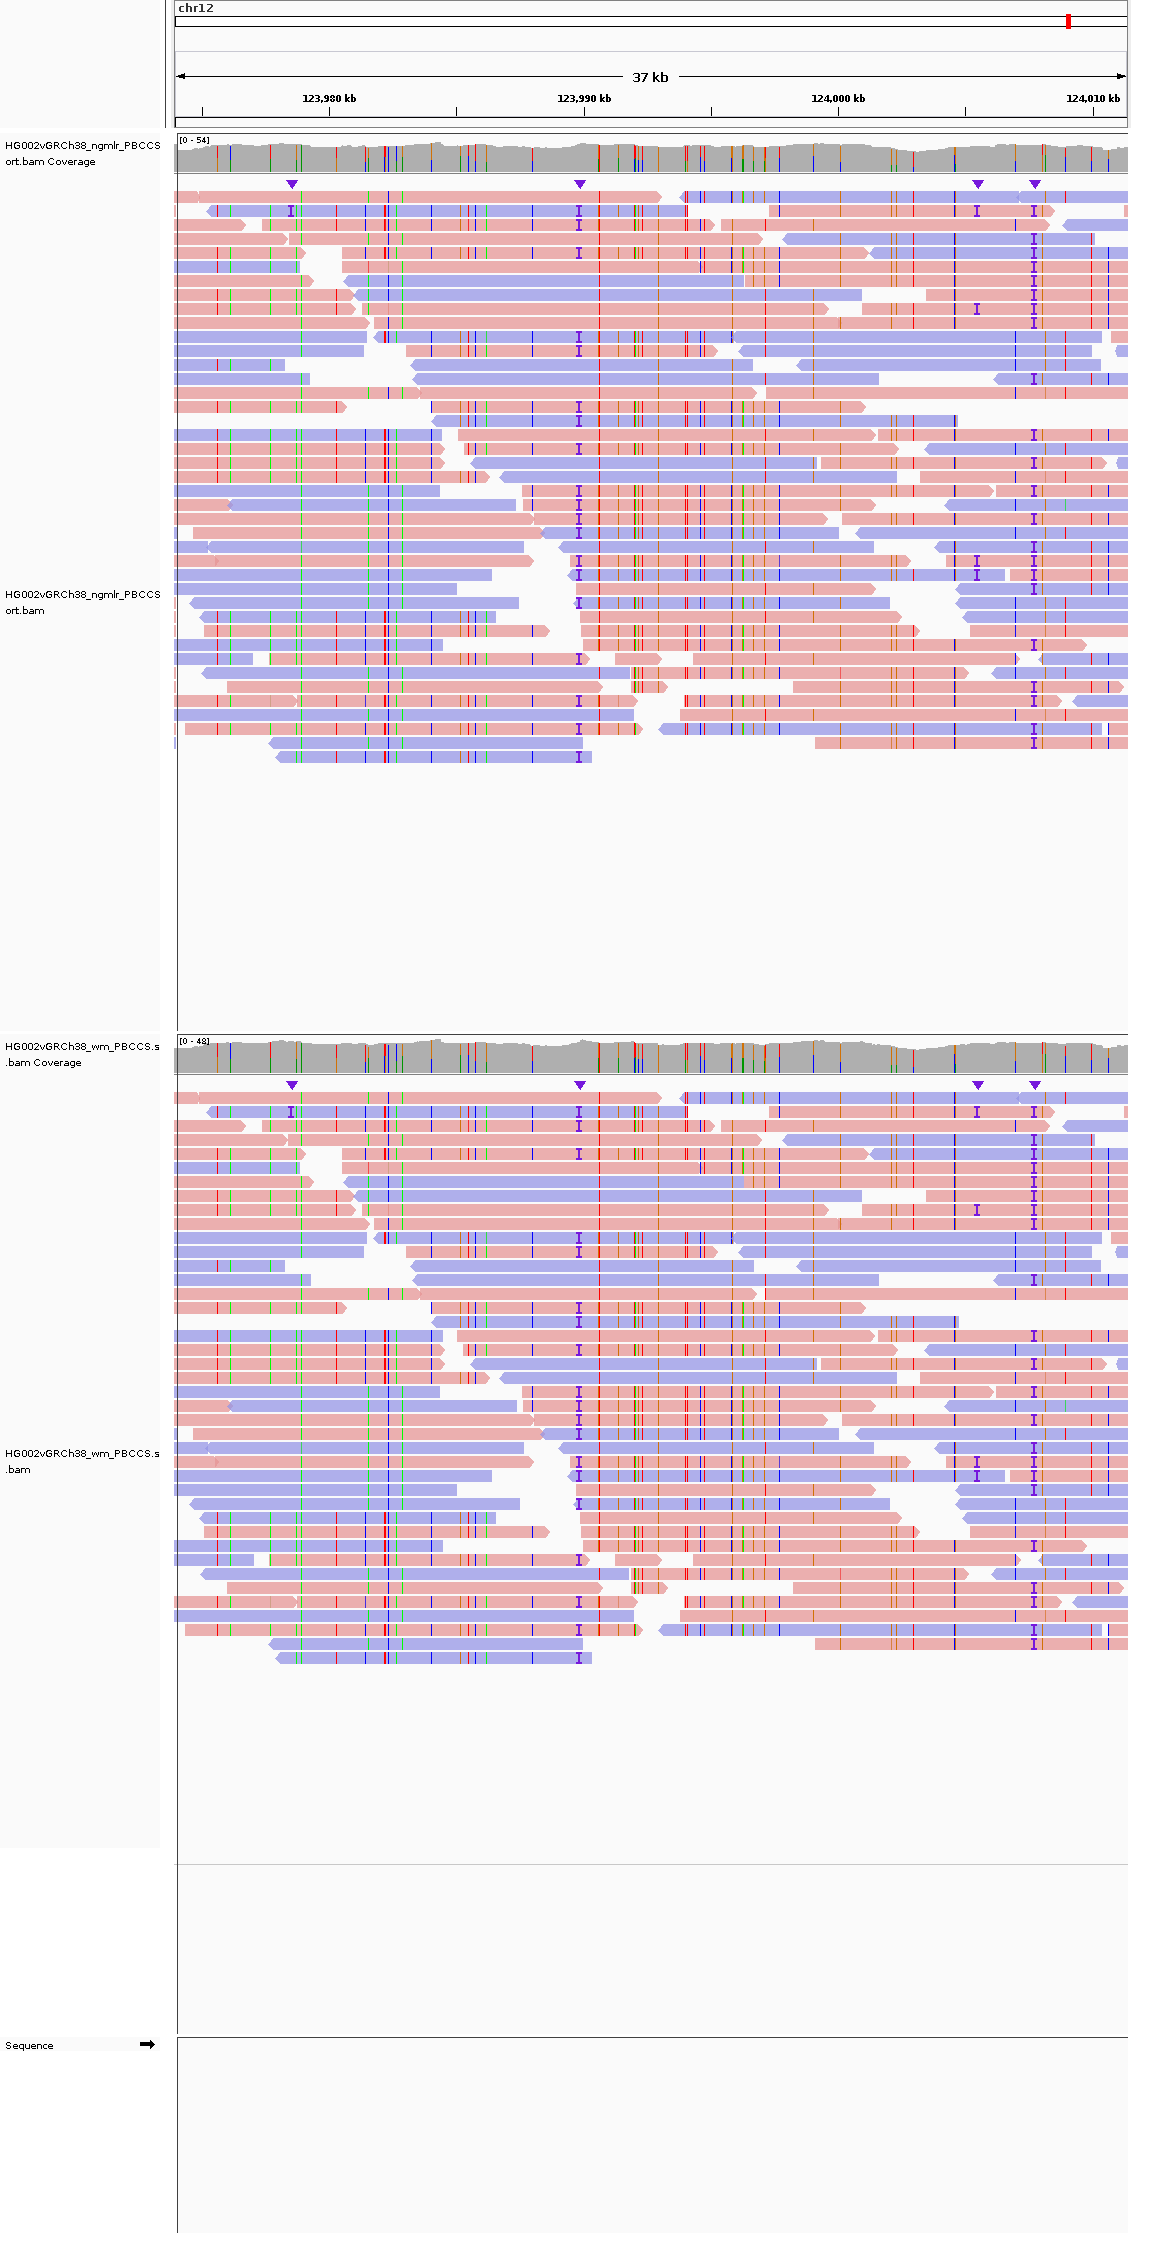 chr12
37 kb
123,980 kb 123,990 kb 124,000 kb 124,010 kb
HG002vGRCh38_ngmlr_PBCCS
ort.bam Coverage
[0 - 54]
HG002vGRCh38_ngmlr_PBCCS
ort.bam
HG002vGRCh38_wm_PBCCS.s
.bam Coverage
[0 - 48]
HG002vGRCh38_wm_PBCCS.s
.bam
Sequence